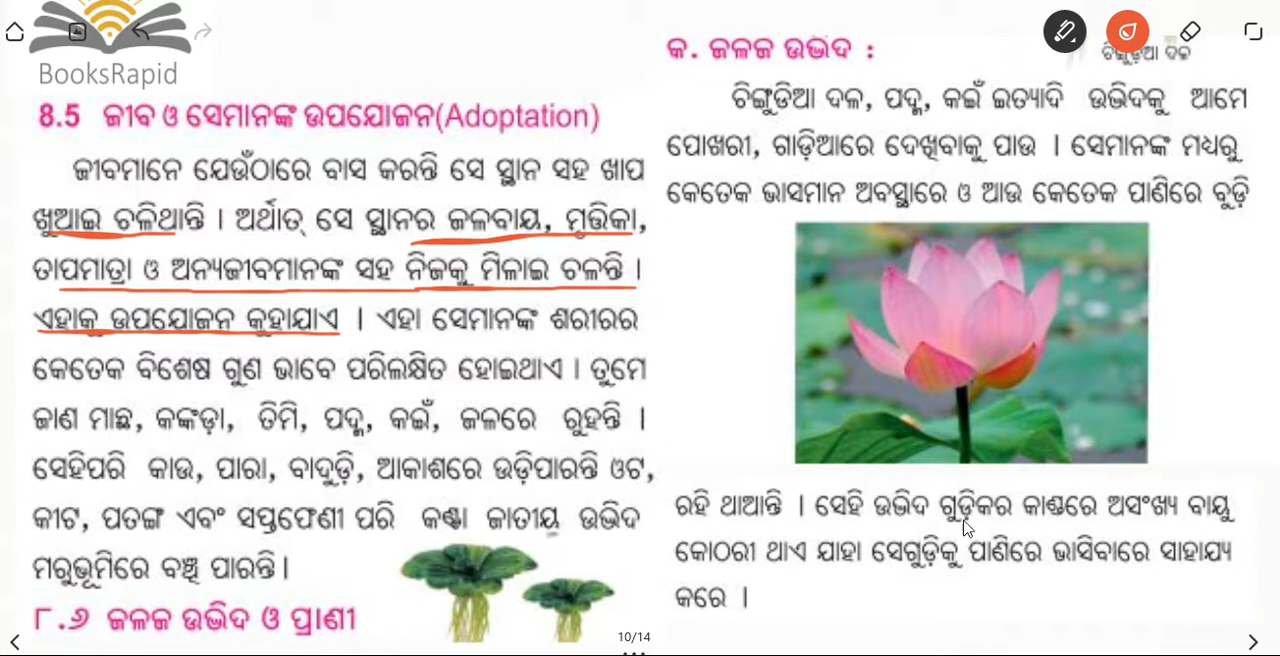 BooksRapid
8.5 ଜୀବ ଓ ସେମାନଙ୍କ ଉପଯୋଜନ(Adoptation)
ଜୀବମାନେ ଯେଉଁଠାରେ ବାସ କରନ୍ତି ସେ ସ୍ଥାନ ସହ ଖାପ
ଖୁଆଇ ଚଳିଥାନ୍ତି । ଅର୍ଥାତ୍ ସେ ସ୍ଥାନର ଜଳବାୟୁ, ମୃତ୍ତିକା,
ତାପମାତ୍ରା ଓ ଅନ୍ୟଜୀବମାନଙ୍କ ସହ ନିଜକୁ ମିଳାଇ ଚଳନ୍ତି ।
ଏହାକୁ ଉପଯୋଜନ କୁହାଯାଏ । ଏହା ସେମାନଙ୍କ ଶରୀରର
କେତେକ ବିଶେଷ ଗୁଣ ଭାବେ ପରିଲକ୍ଷିତ ହୋଇଥାଏ । ତୁମେ
ଜାଣ ମାଛ, କଙ୍କଡ଼ା, ତିମି, ପଦ୍ମ, କଇଁ, ଜଳରେ ରୁହନ୍ତି ।
ସେହିପରି କାଉ, ପାରା, ବାଦୁଡ଼ି, ଆକାଶରେ ଉଡ଼ିପାରନ୍ତି ଓଟ,
କୀଟ, ପତଙ୍ଗ ଏବଂ ସପ୍ତଫେଣୀ ପରି କଣ୍ଟା ଜାତୀୟ ଉଦ୍ଭିଦ
ମରୁଭୂମିରେ ବଞ୍ଚି ପାରନ୍ତି ।
୮.୬ ଜଳଜ ଉଦ୍ଭିଦ ଓ ପ୍ରାଣୀ
କ. ଜଳଜ ଉଦ୍ଭିଦ :
ଚିଙ୍ଗୁଡିଆ ଦଳ
ଚିଙ୍ଗୁଡିଆ ଦଳ, ପଦ୍ମ, କଇଁ ଇତ୍ୟାଦି ଉଦ୍ଭିଦକୁ ଆମେ
ପୋଖରୀ, ଗାଡ଼ିଆରେ ଦେଖିବାକୁ ପାଉ । ସେମାନଙ୍କ ମଧ୍ୟରୁ
କେତେକ ଭାସମାନ ଅବସ୍ଥାରେ ଓ ଆଉ କେତେକ ପାଣିରେ ବୁଡ଼ି
ରହି ଥାଆନ୍ତି । ସେହି ଉଦ୍ଭିଦ ଗୁଡ଼ିକର କାଣ୍ଡରେ ଅସଂଖ୍ୟ ବାୟୁ
କୋଠରୀ ଥାଏ ଯାହା ସେଗୁଡ଼ିକୁ ପାଣିରେ ଭାସିବାରେ ସାହାଯ୍ୟ
କରେ ।
10/14